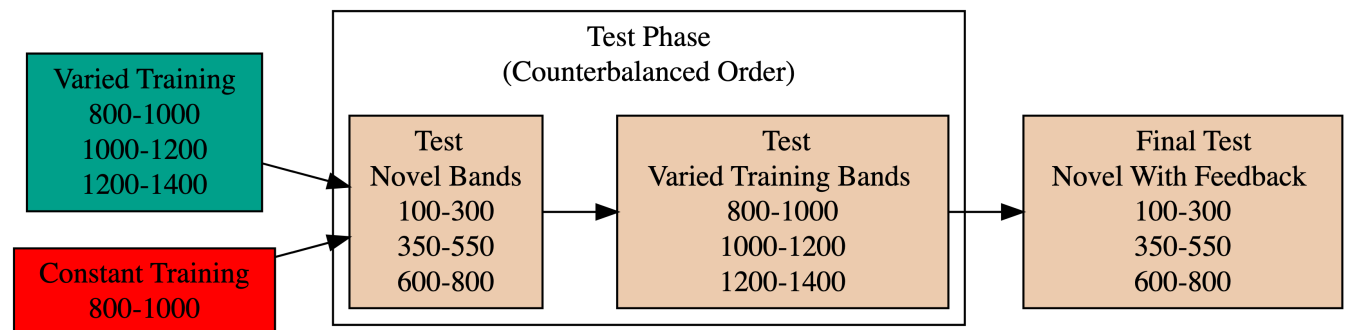 Varied Training
800-1000
1000-1200
1200-1400
Constant Training
800-1000
Test Phase
(Counterbalanced Order)
Test
Novel Bands
100-300
350-550
600-800
Test
Varied Training Bands
800-1000
1000-1200
1200-1400
Final Test
Novel With Feedback
100-300
350-550
600-800